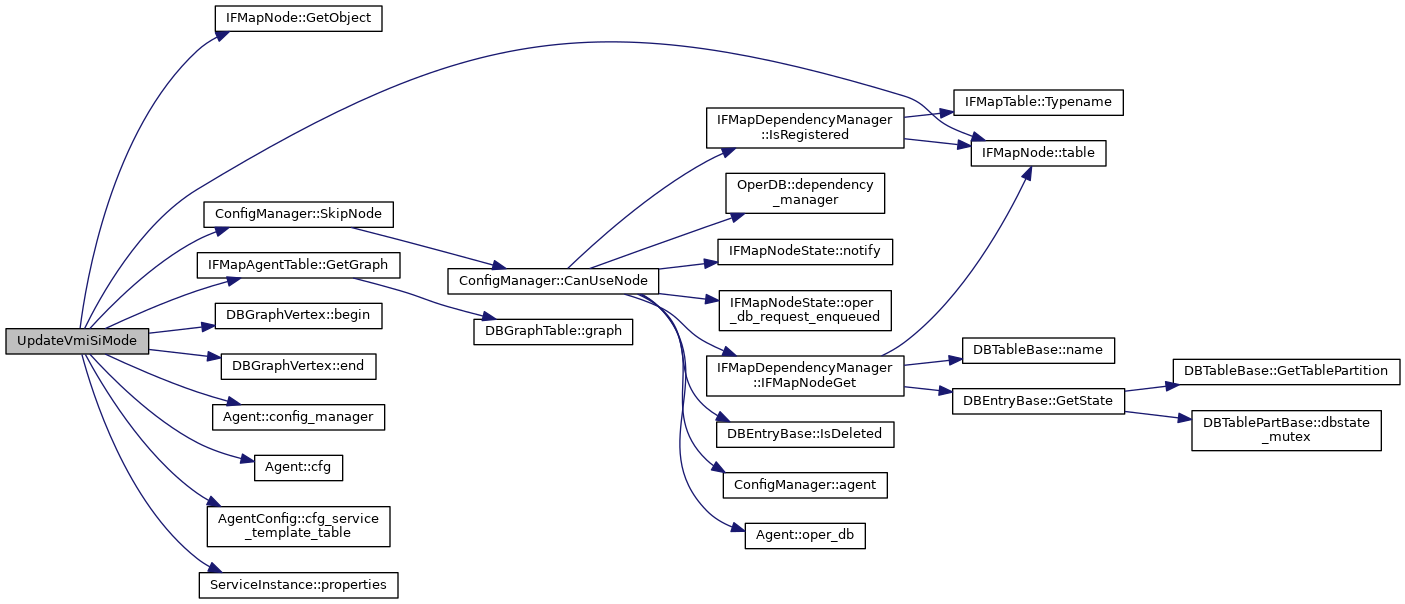 UpdateVmiSiMode
IFMapNode::GetObject
ConfigManager::SkipNode
IFMapAgentTable::GetGraph
DBGraphVertex::begin
DBGraphVertex::end
Agent::config_manager
Agent::cfg
AgentConfig::cfg_service
_template_table
ServiceInstance::properties
ConfigManager::CanUseNode
DBGraphTable::graph
IFMapDependencyManager
::IsRegistered
OperDB::dependency
_manager
IFMapNodeState::notify
IFMapNodeState::oper
_db_request_enqueued
IFMapDependencyManager
::IFMapNodeGet
DBEntryBase::IsDeleted
ConfigManager::agent
Agent::oper_db
IFMapTable::Typename
IFMapNode::table
DBTableBase::name
DBEntryBase::GetState
DBTableBase::GetTablePartition
DBTablePartBase::dbstate
_mutex